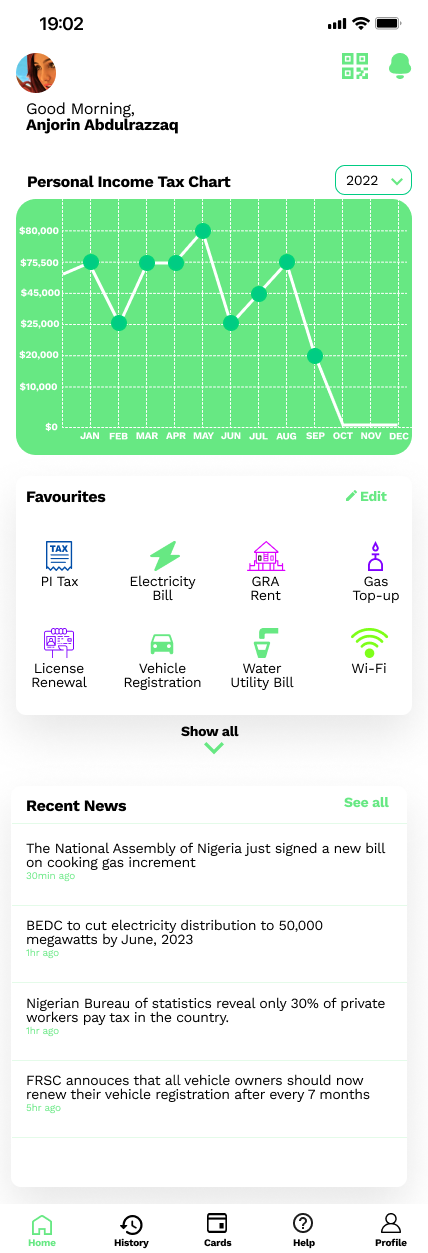 19:02
Good Morning,
Anjorin Abdulrazzaq
Personal Income Tax Chart
2022
$80,000
$75,500
$45,000
$25,000
$20,000
$10,000
$0
JAN FEB MAR APR MAY JUN JUL AUG SEP OCT NOV DEC
Favourites
Edit
TAX
PI Tax
Electricity
Bill
GRA
Rent
Gas
Top-up
License
Renewal
Vehicle
Registration
Water
Utility Bill
Wi-Fi
Show all
Recent News
See all
The National Assembly of Nigeria just signed a new bill
on cooking gas increment
30min ago
BEDC to cut electricity distribution to 50,000
megawatts by June, 2023
1hr ago
Nigerian Bureau of statistics reveal only 30% of private
workers pay tax in the country.
1hr ago
FRSC annouces that all vehicle owners should now
renew their vehicle registration after every 7 months
5hr ago
Home History Cards Help Profile